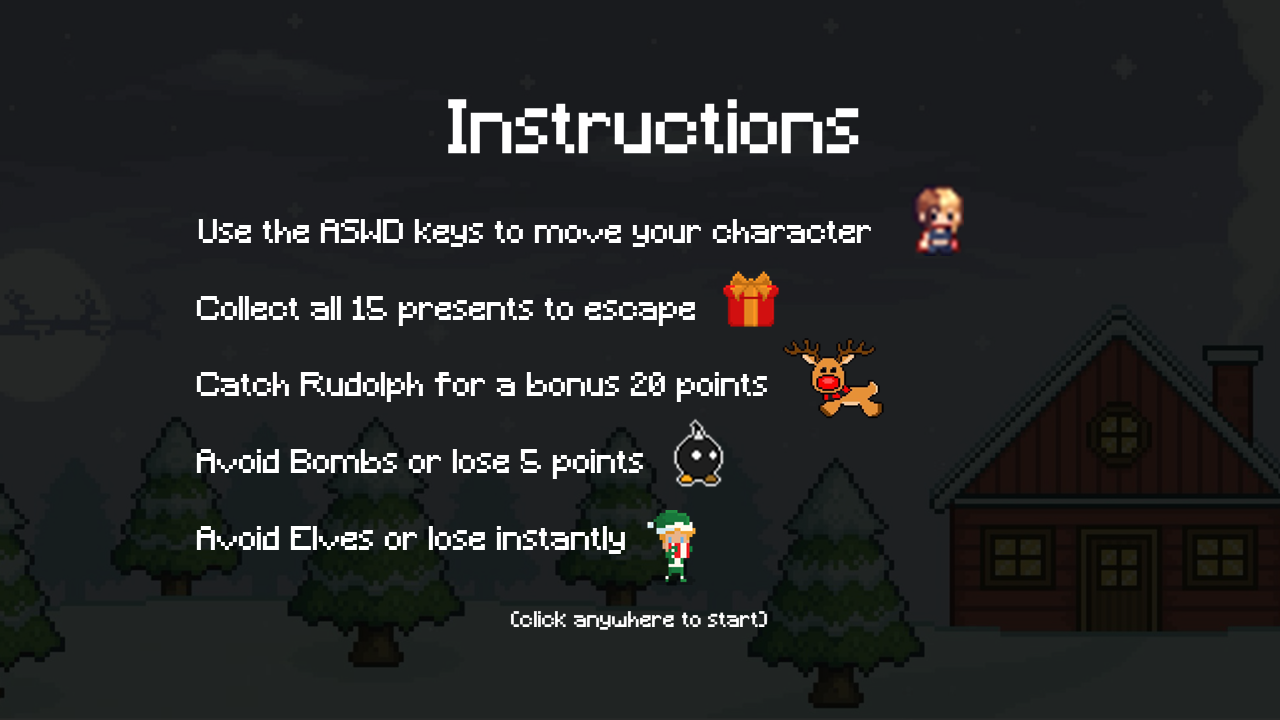 Instructions
Use the ASWD keys to move your character
Collect all 15 presents to escape
Catch Rudolph for a bonus 20 points
Avoid Bombs or lose 5 points
Avoid Elves or lose instantly
(click anywhere to start)